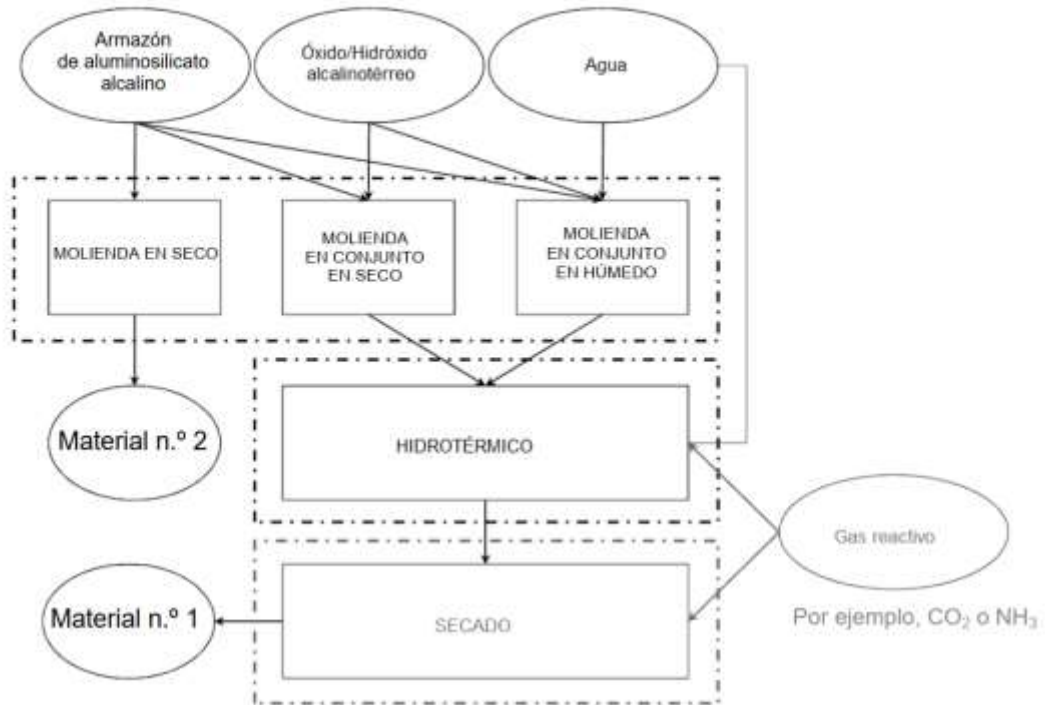 Armazón
de aluminosilicato
alcalino
Óxido/Hidróxido
alcalinotérreo
Agua
MOLIENDA EN SECO
MOLIENDA
EN CONJUNTO
EN SECO
MOLIENDA
EN CONJUNTO
EN HÚMEDO
Material n.º 2
HIDROTÉRMICO
Gas reactivo
Por ejemplo, CO₂ o NH₃
Material n.º 1
SECADO